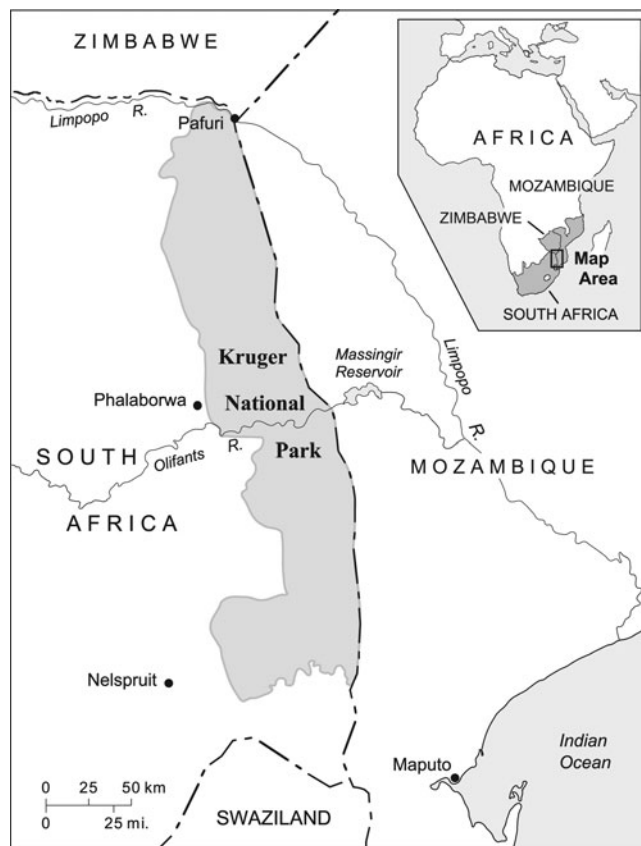 ZIMBABWE
Limpopo R.
Pafuri
AFRICA
MOZAMBIQUE
ZIMBABWE
Map
Area
SOUTH AFRICA
Kruger
National
Park
Massingir
Reservoir
Limpopo
R.
Phalaborwa
SOUTH
AFRICA
Olifants R.
MOZAMBIQUE
Nelspruit
Maputo
Indian
Ocean
0 25 50 km
0 25 mi.
SWAZILAND